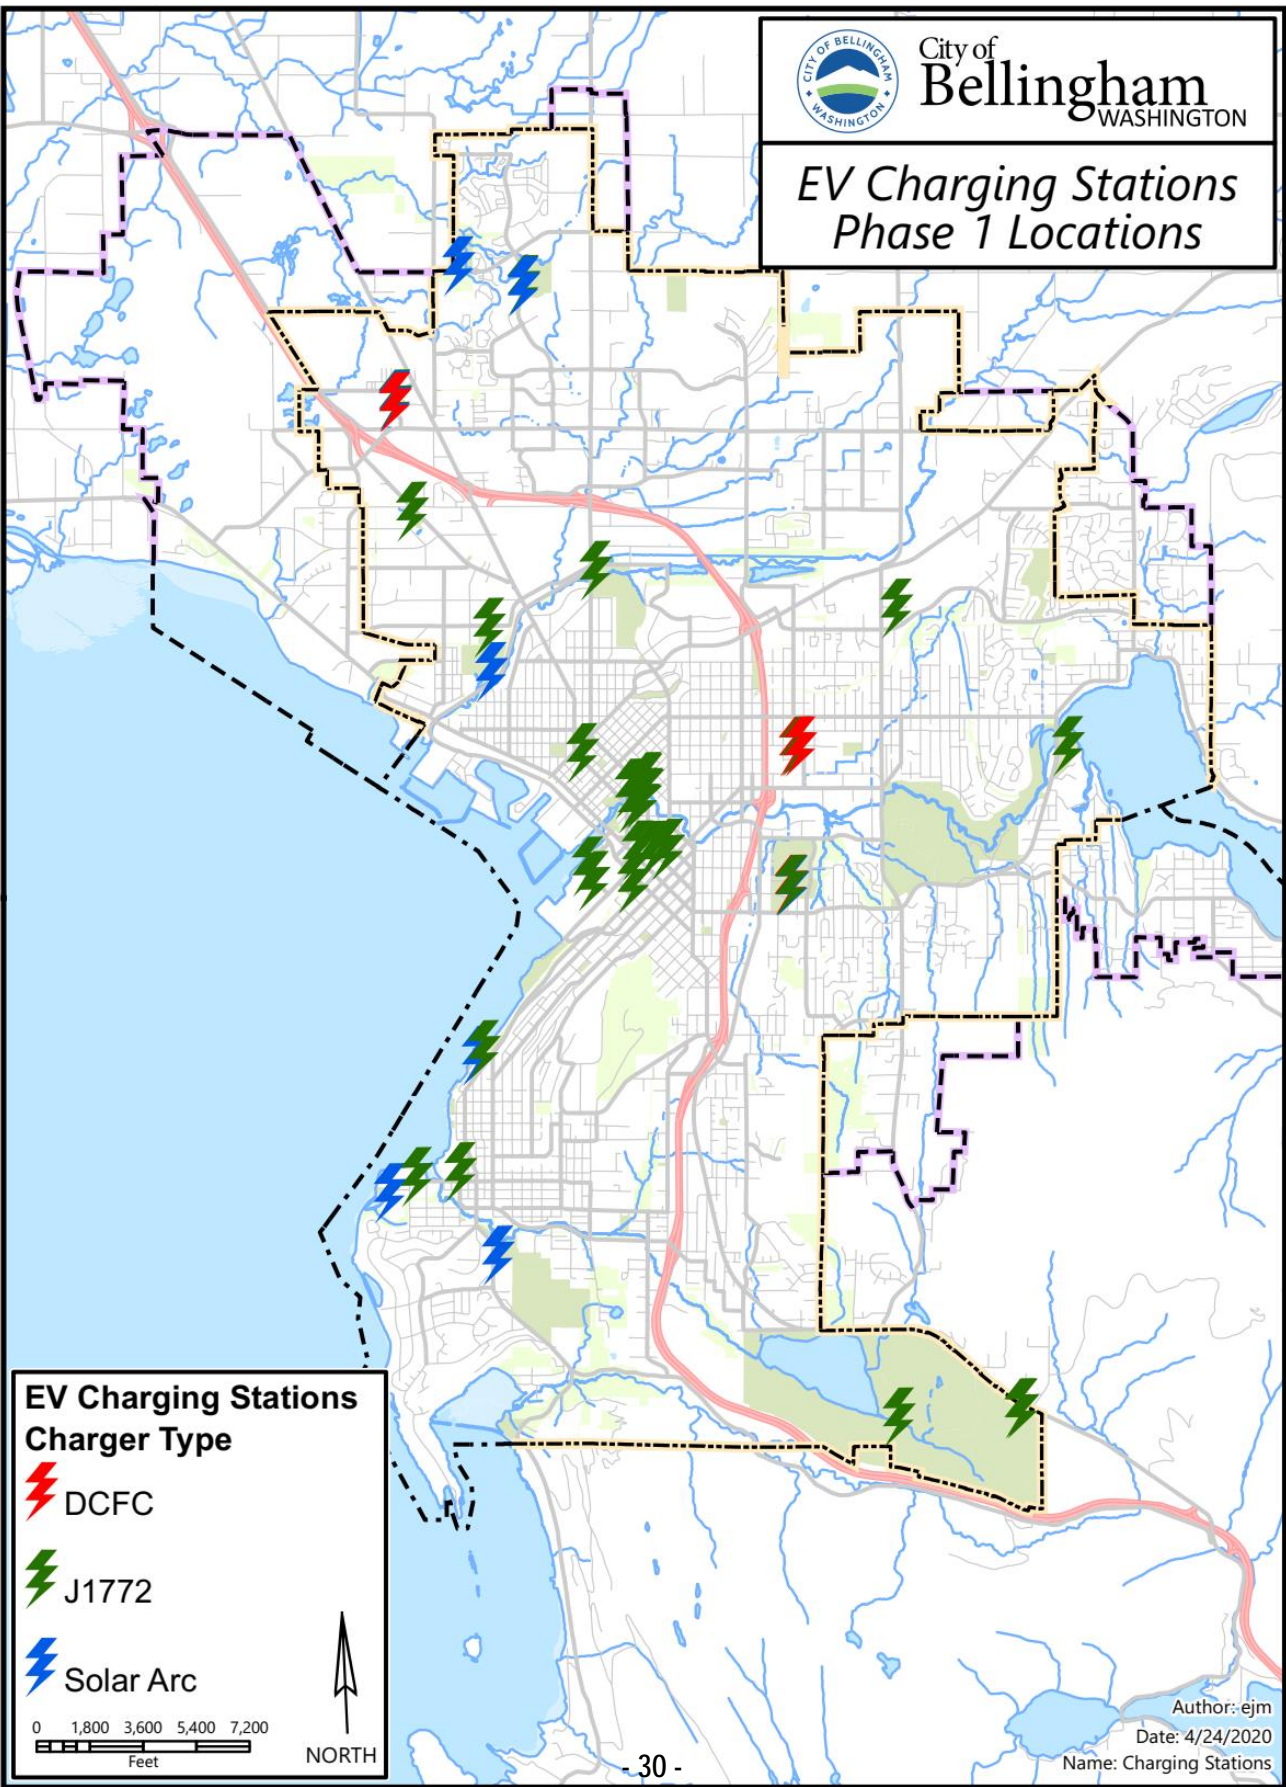 CITY OF BELLINGHAM
WASHINGTON
City of
Bellingham
WASHINGTON
EV Charging Stations
Phase 1 Locations
EV Charging Stations
Charger Type
DCFC
J1772
Solar Arc
0 1,800 3,600 5,400 7,200
Feet
NORTH
- 30 -
Author: ejm
Date: 4/24/2020
Name: Charging Stations